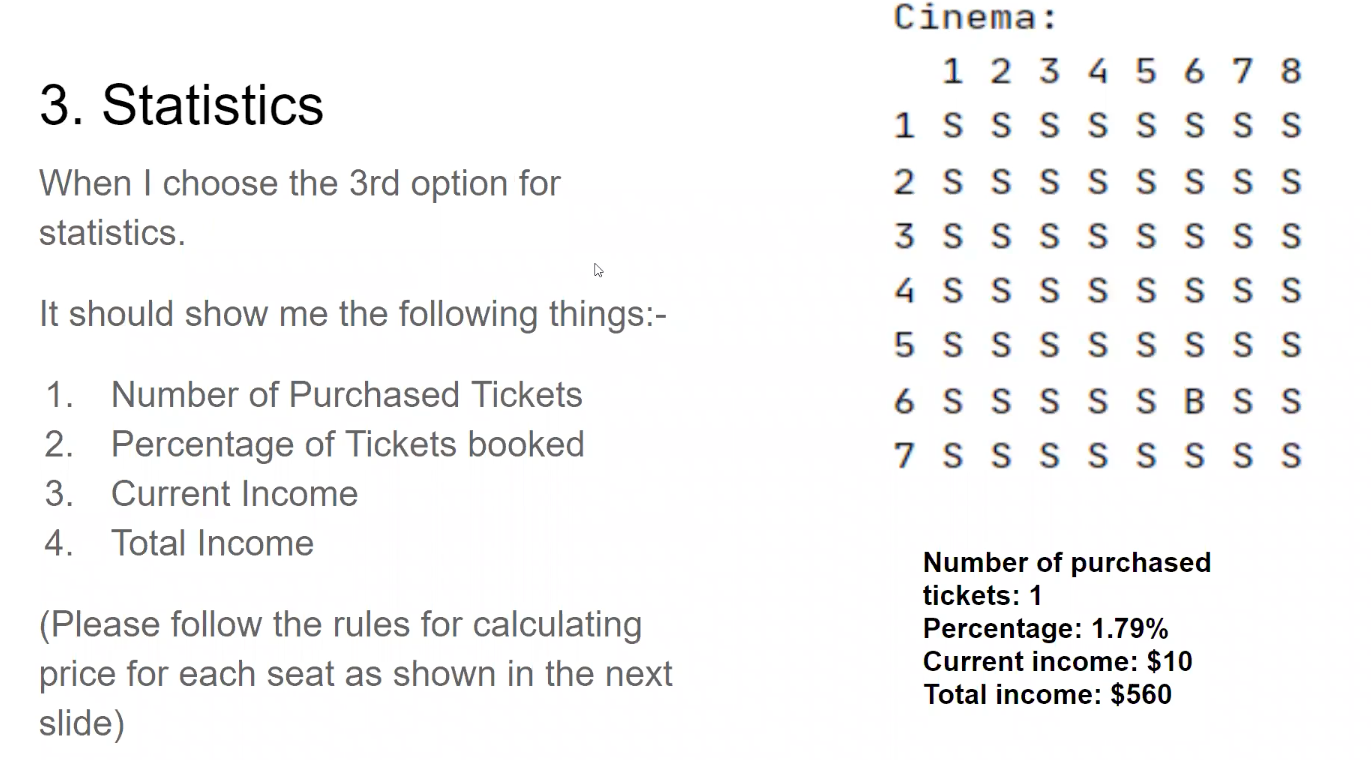 3. Statistics
When I choose the 3rd option for
statistics.
It should show me the following things:-
1. Number of Purchased Tickets
2. Percentage of Tickets booked
3. Current Income
4. Total Income
(Please follow the rules for calculating
price for each seat as shown in the next
slide)
Cinema:
1 2 3 4 5 6 7 8
1 S S S S S S S S
2 S S S S S S S S
3 S S S S S S S S
4 S S S S S S S S
5 S S S S S S S S
6 S S S S S B S S
7 S S S S S S S S
Number of purchased
tickets: 1
Percentage: 1.79%
Current income: $10
Total income: $560